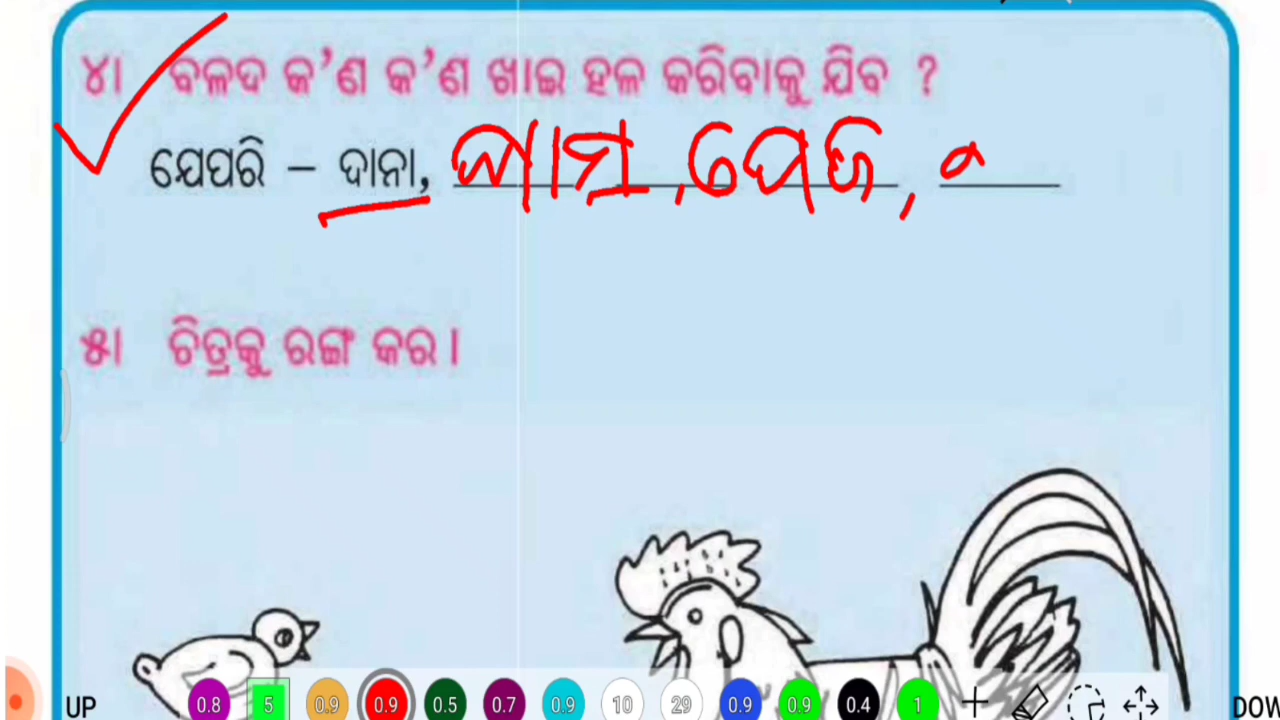 ୪। ବଳଦ କ'ଣ କ'ଣ ଖାଇ ହଳ କରିବାକୁ ଯିବ ?
ଯେପରି – ଦାନା, ଘାସ, ପେଜ,
୫। ଚିତ୍ରକୁ ରଙ୍ଗ କର।
UP 0.8 5 0.9 0.9 0.5 0.7 0.9 10 29 0.9 0.9 0.4 1 DOW